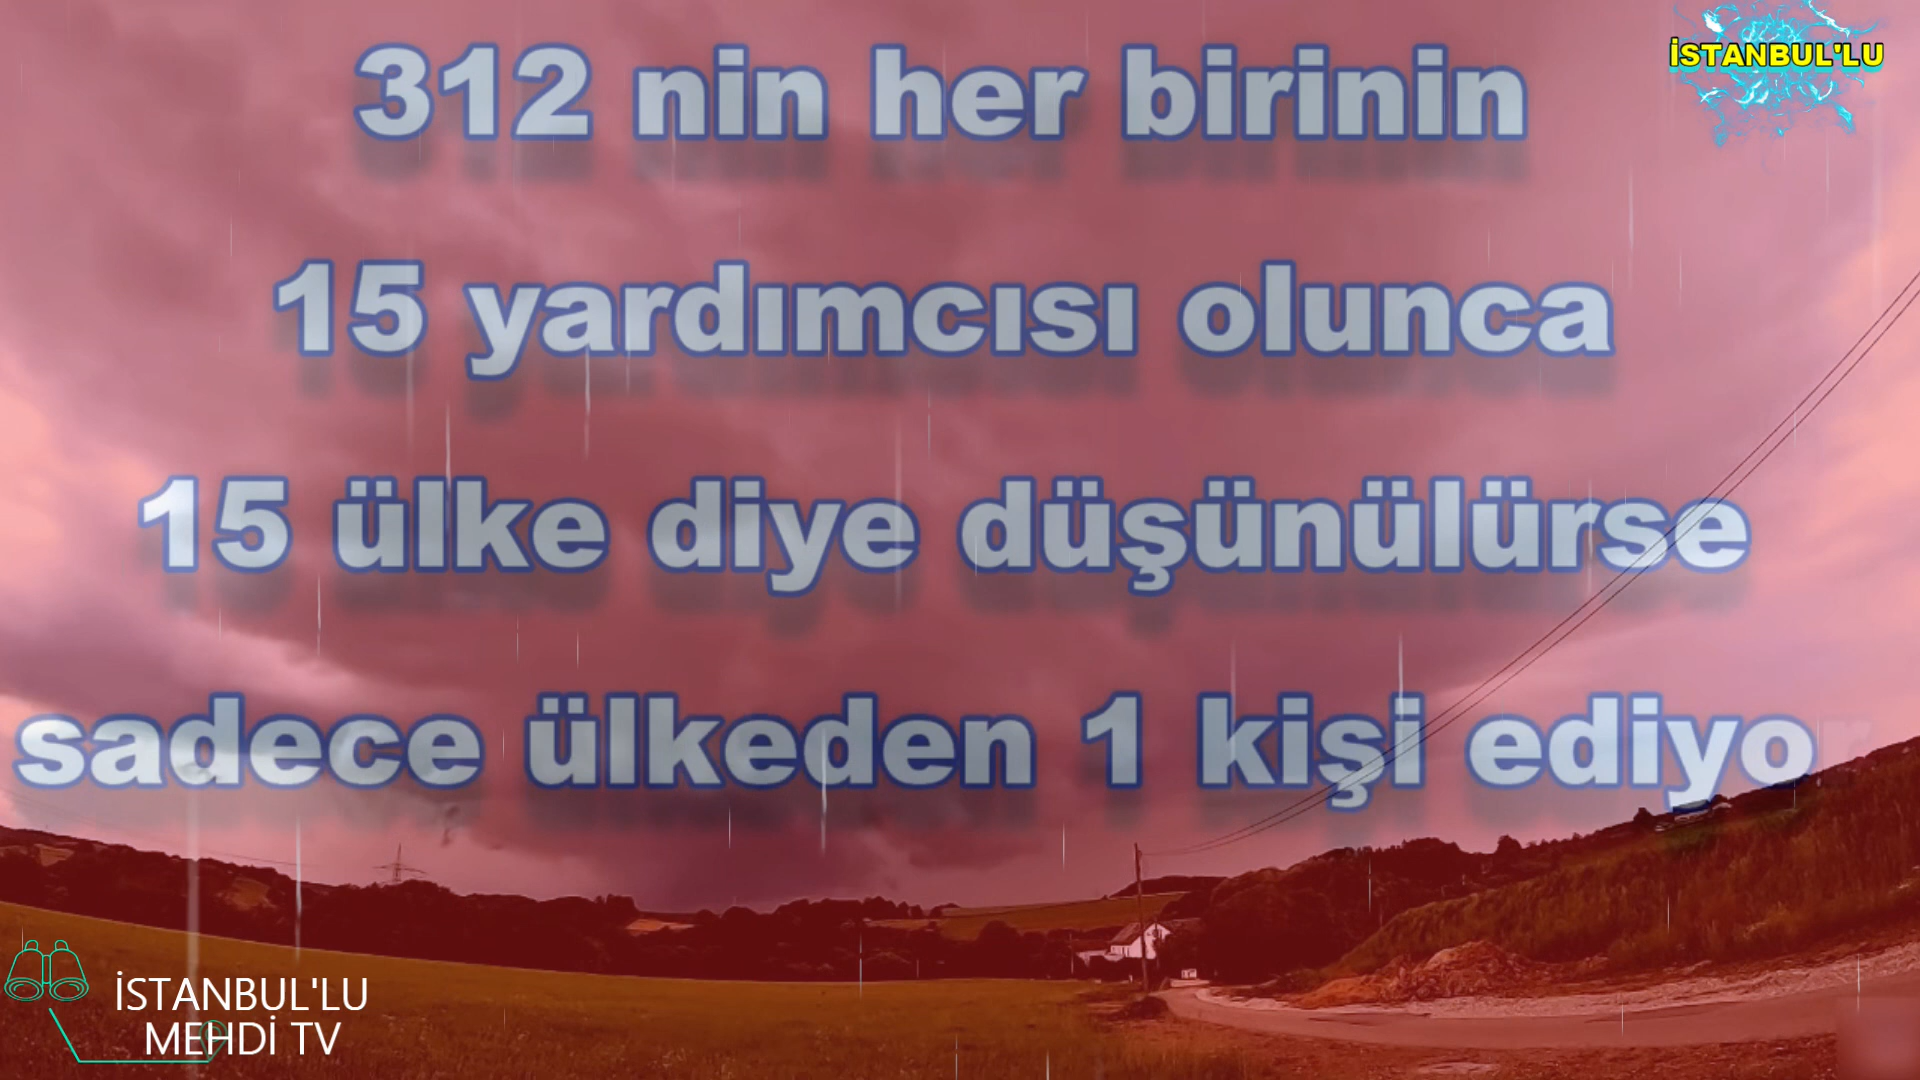 İSTANBUL'LU
312 nin her birinin
15 yardımcısı olunca
15 ülke diye düşünülürse
sadece ülkeden 1 kişi ediyor
İSTANBUL'LU
MEHDİ TV